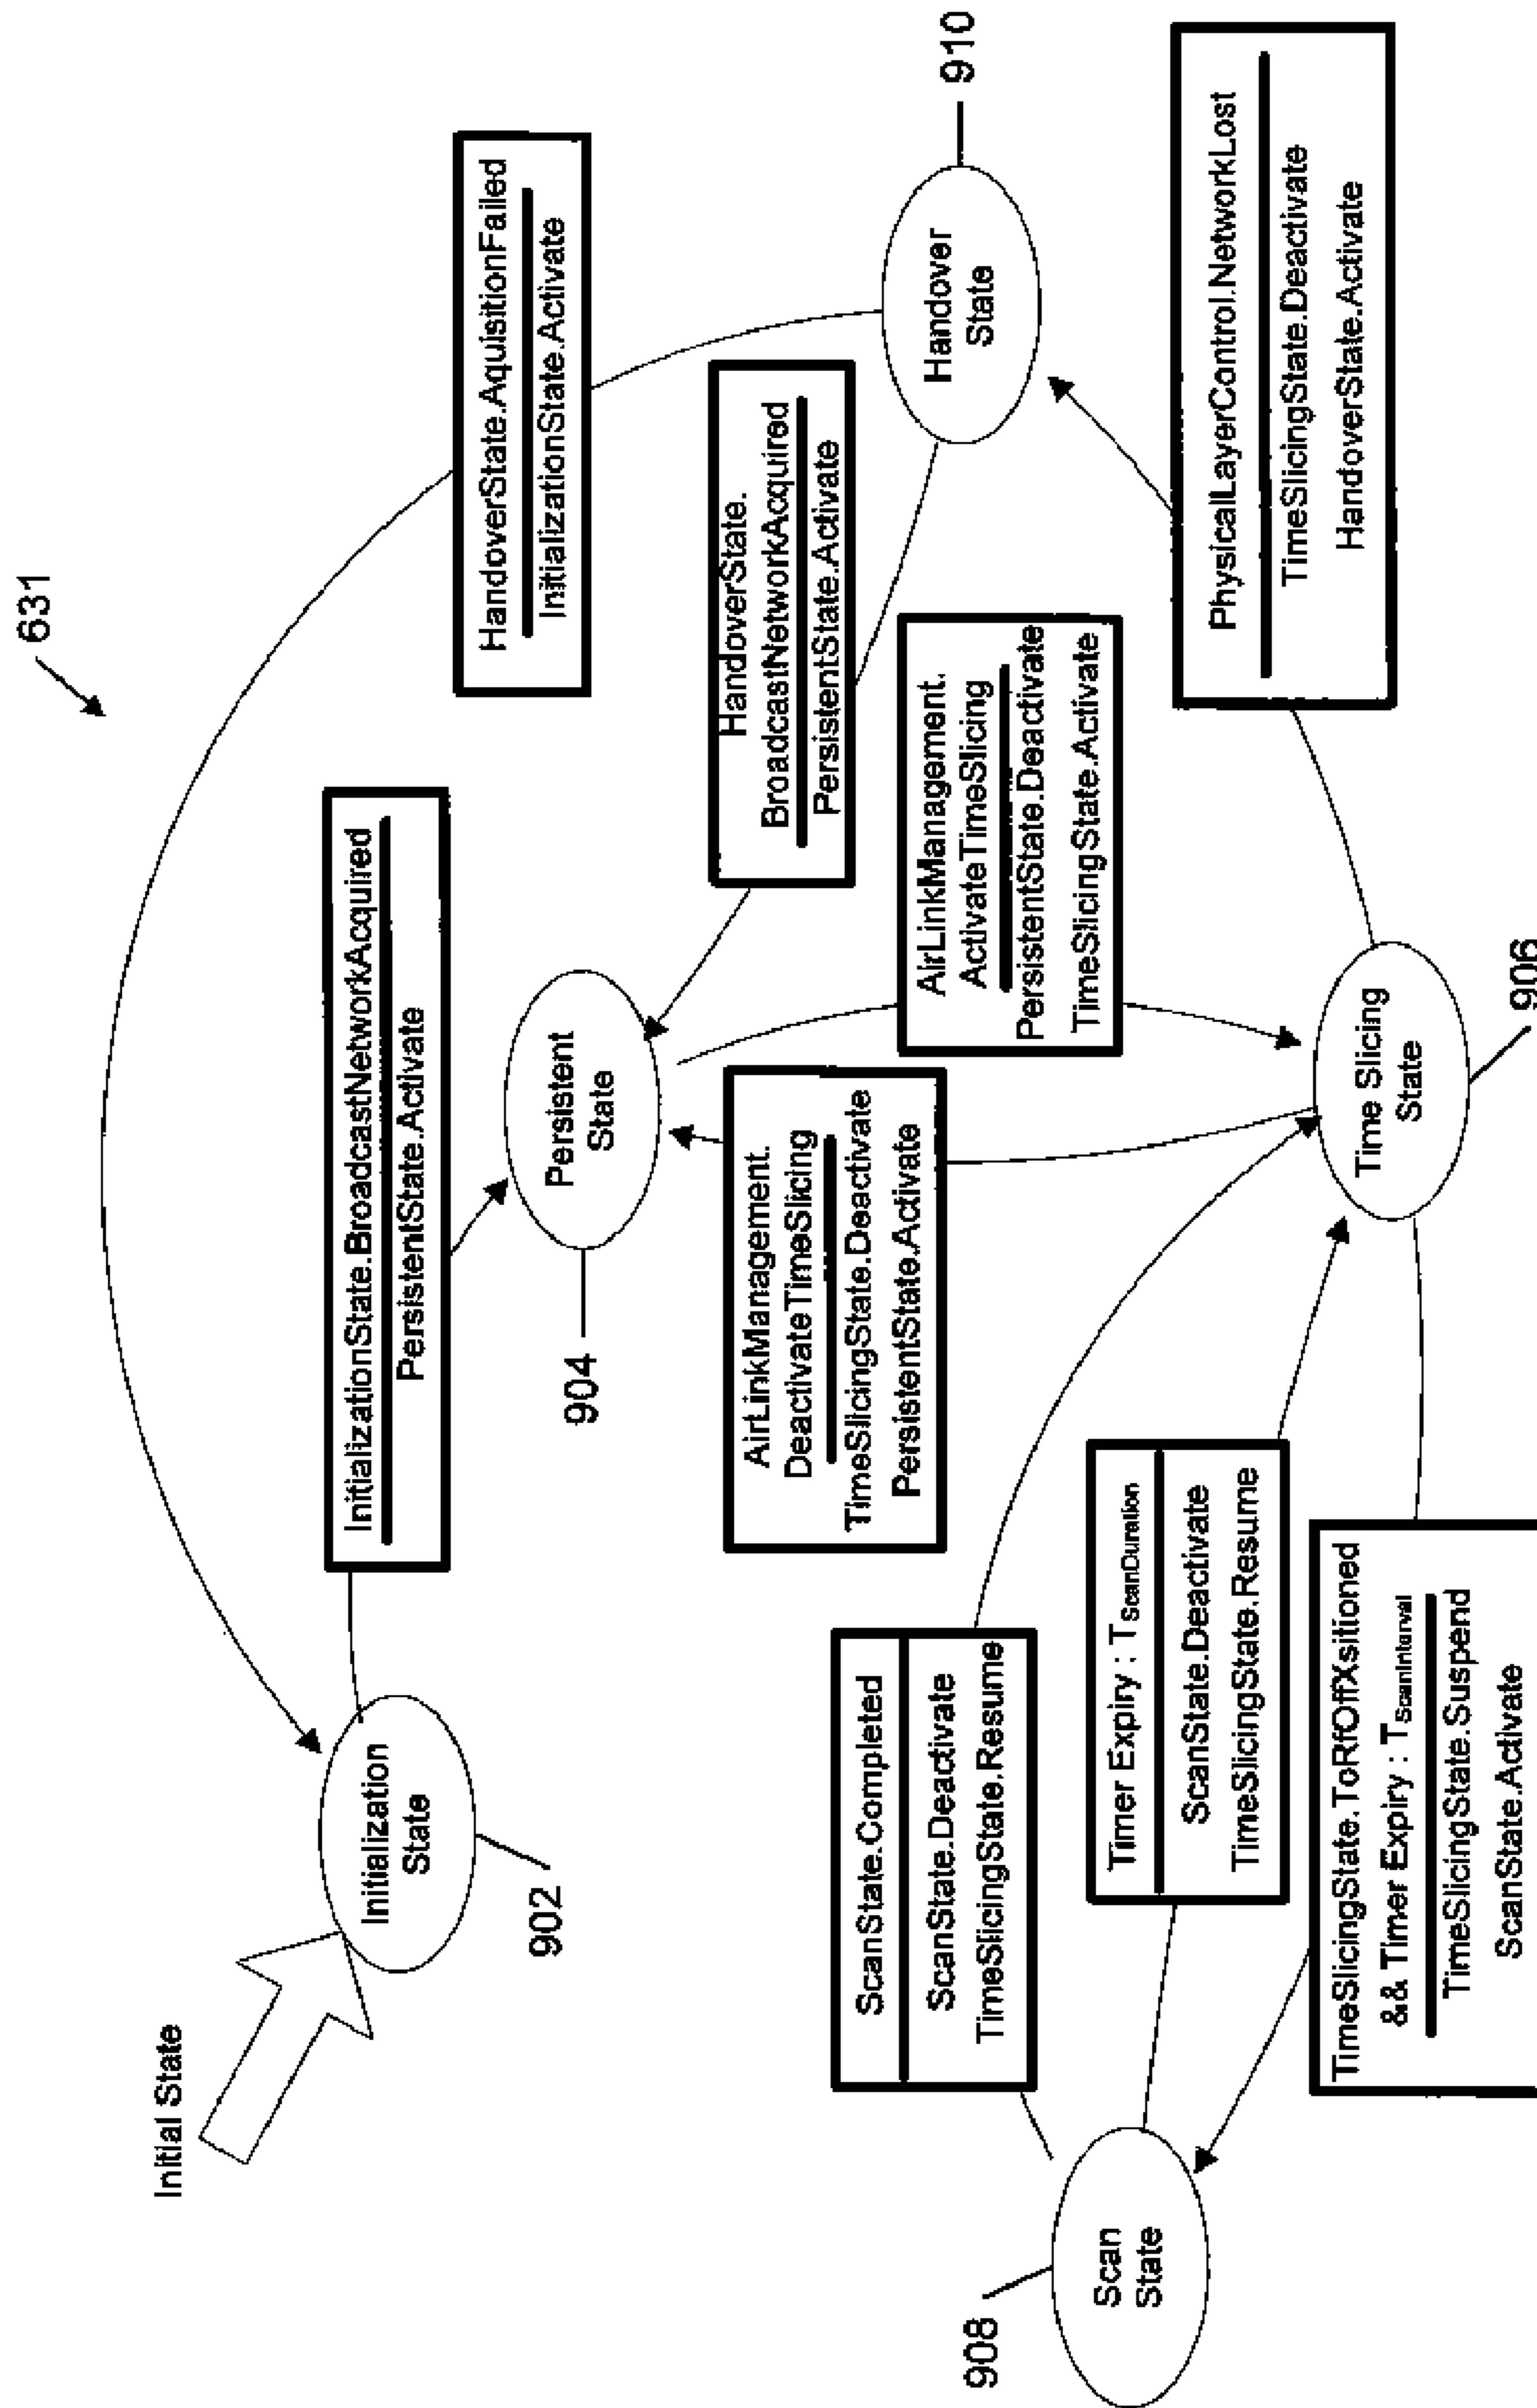 631
Initial State
Initialization
State
902
InitializationState.BroadcastNetworkAcquired
PersistentState.Activate
HandoverState.AquisitionFailed
InitializationState.Activate
Persistent
State
904
HandoverState.
BroadcastNetworkAcquired
PersistentState.Activate
Handover
State
910
AirLinkManagement.
DeactivateTimeSlicing
TimeSlicingState.Deactivate
PersistentState.Activate
AirLinkManagement.
ActivateTimeSlicing
PersistentState.Deactivate
TimeSlicingState.Activate
ScanState.Completed
ScanState.Deactivate
TimeSlicingState.Resume
Timer Expiry : TScanDuration
ScanState.Deactivate
TimeSlicingState.Resume
PhysicalLayerControl.NetworkLost
TimeSlicingState.Deactivate
HandoverState.Activate
Scan
State
908
TimeSlicingState.ToRfOffXsitioned
&& Timer Expiry : TScanInterval
TimeSlicingState.Suspend
ScanState.Activate
Time Slicing
State
906